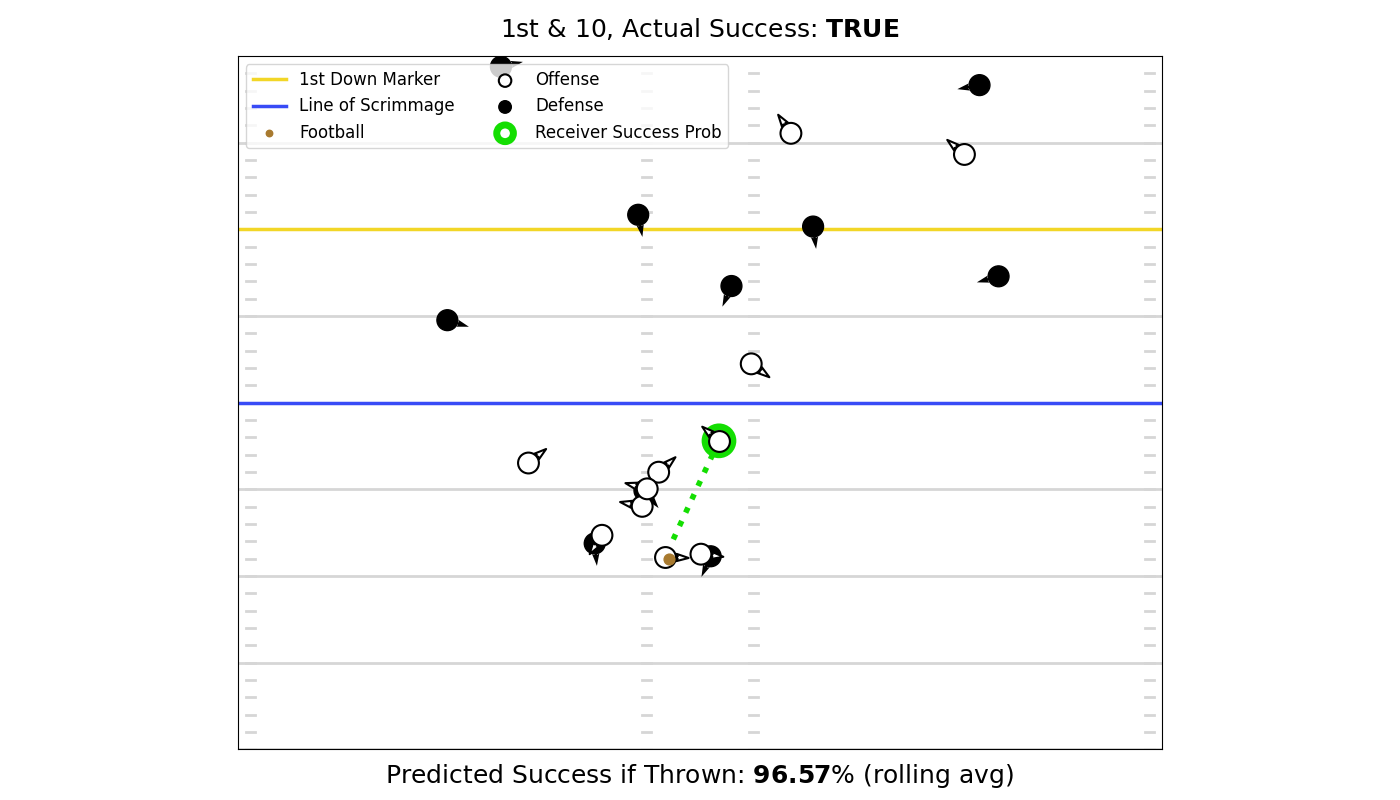 1st & 10, Actual Success: TRUE
1st Down Marker
Line of Scrimmage
Football
Offense
Defense
Receiver Success Prob
Predicted Success if Thrown: 96.57% (rolling avg)